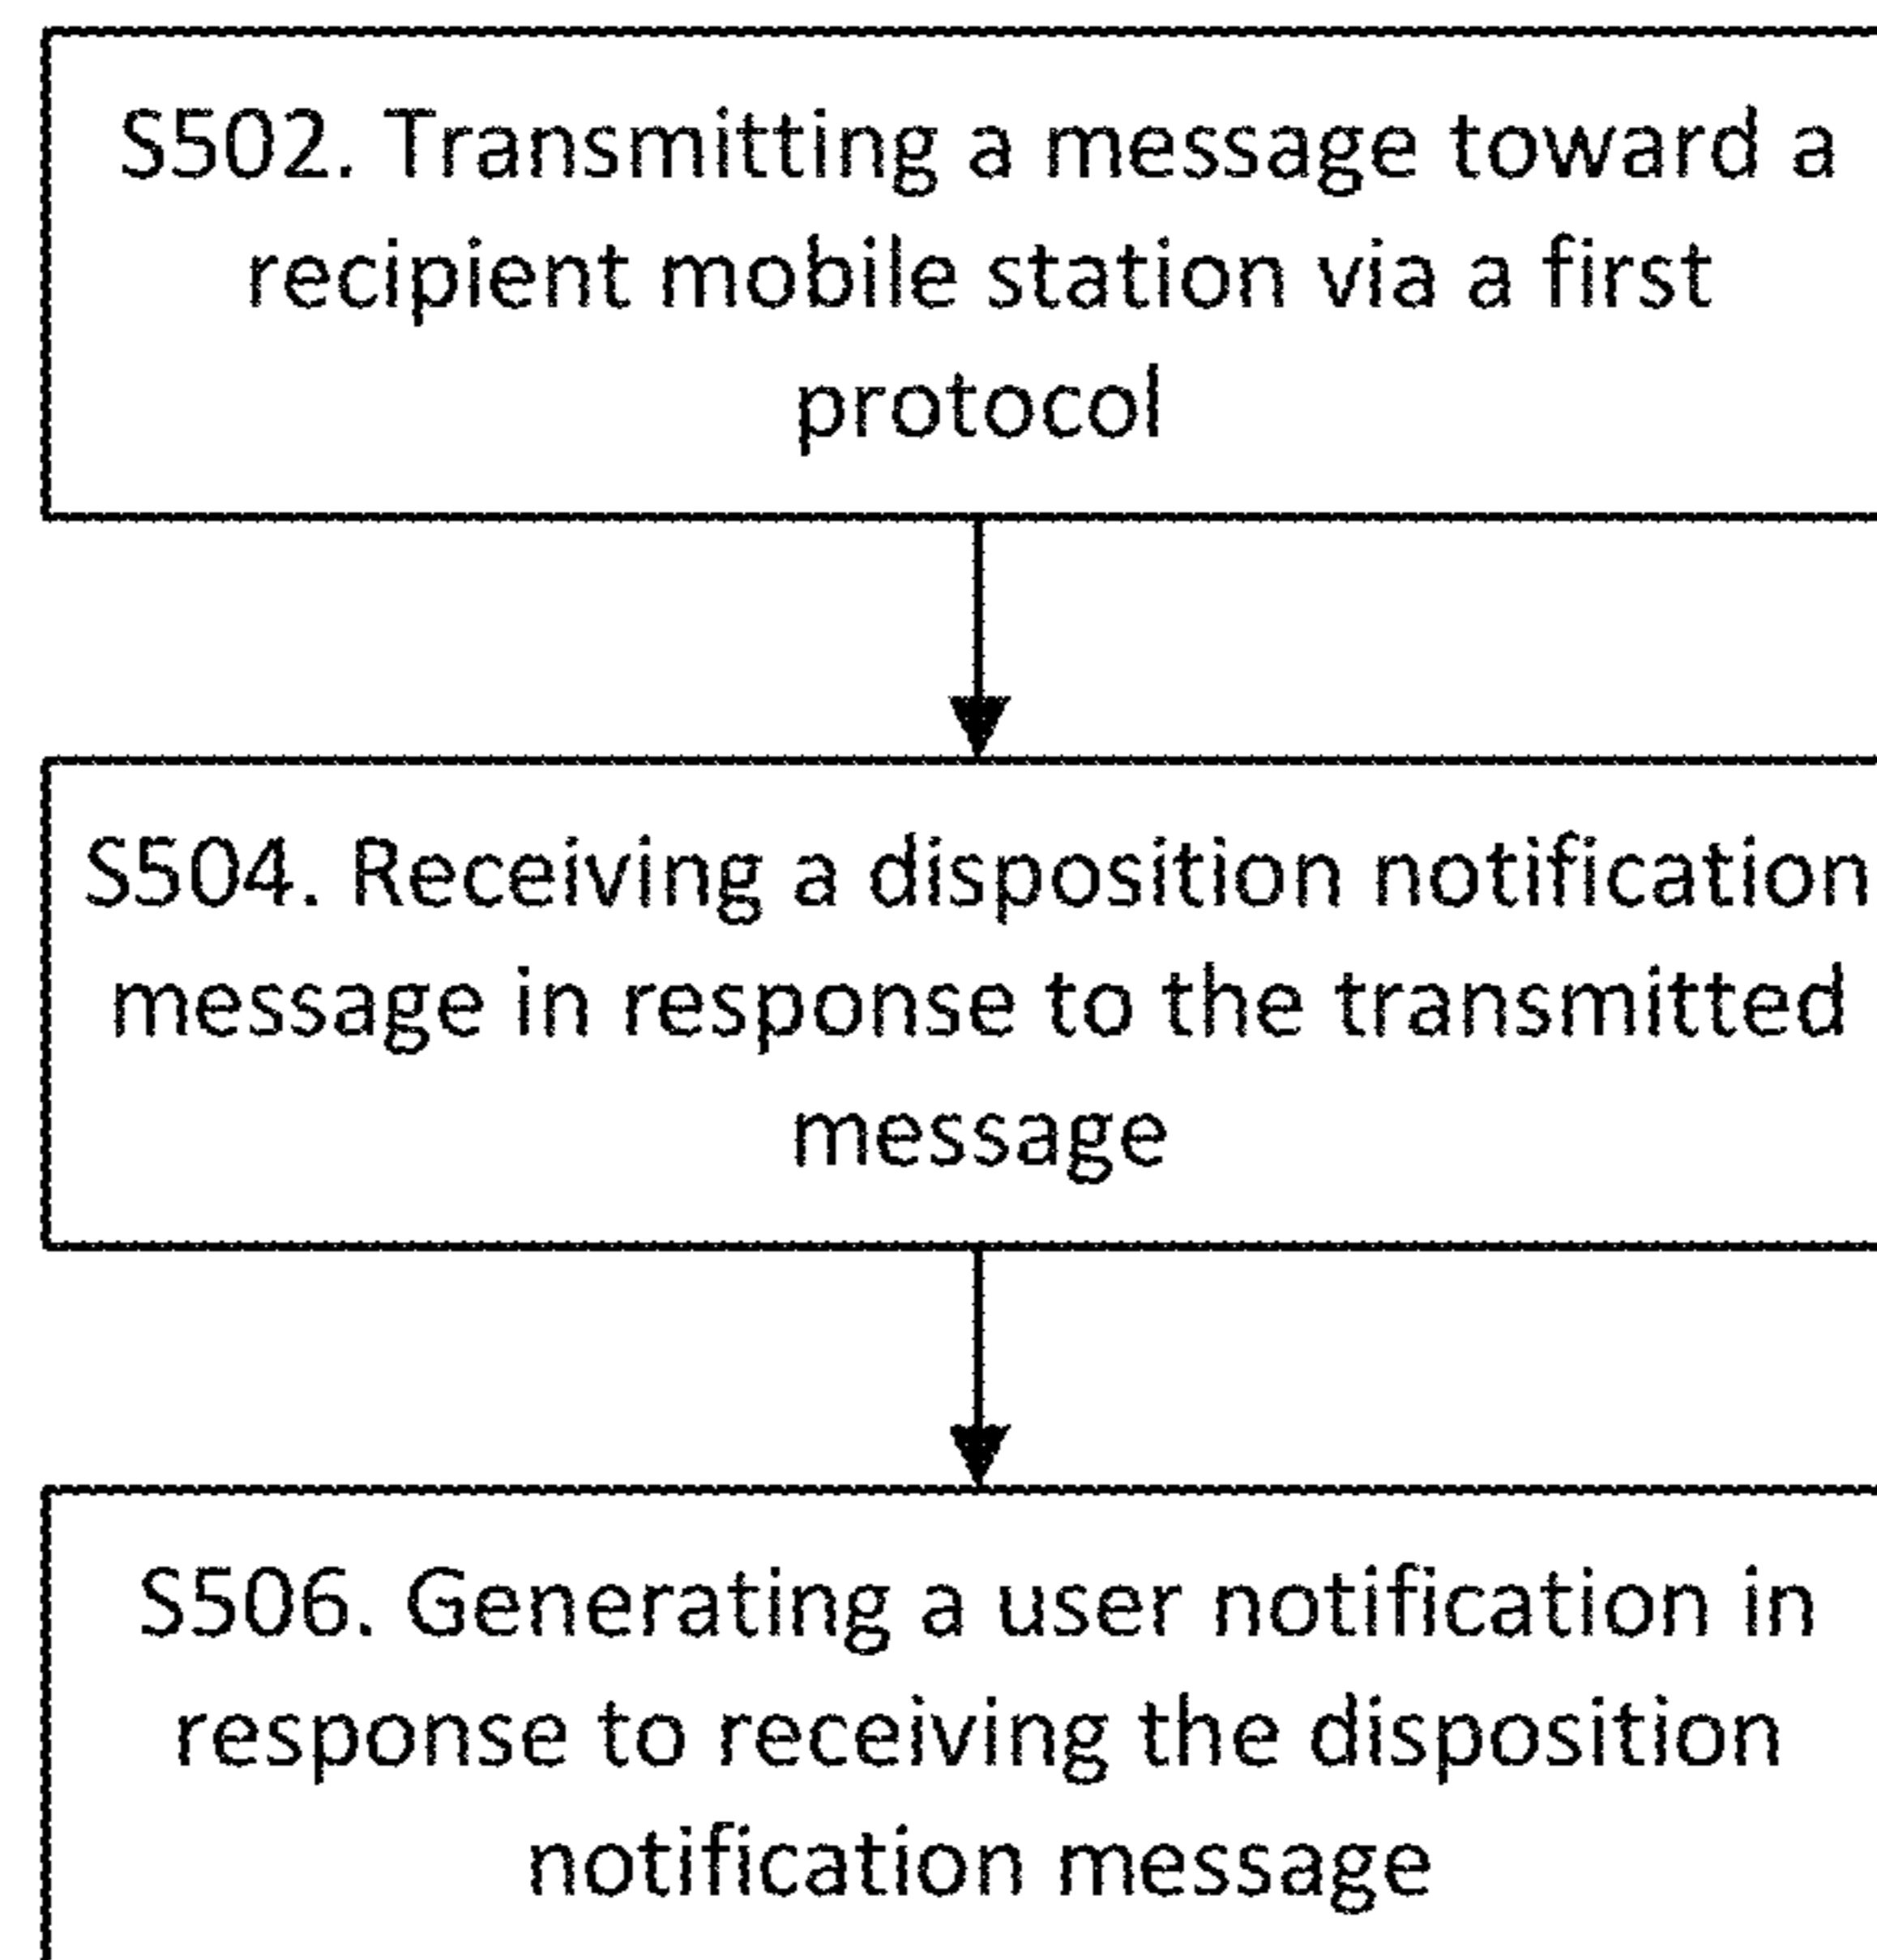 S502. Transmitting a message toward a
recipient mobile station via a first
protocol
S504. Receiving a disposition notification
message in response to the transmitted
message
S506. Generating a user notification in
response to receiving the disposition
notification message